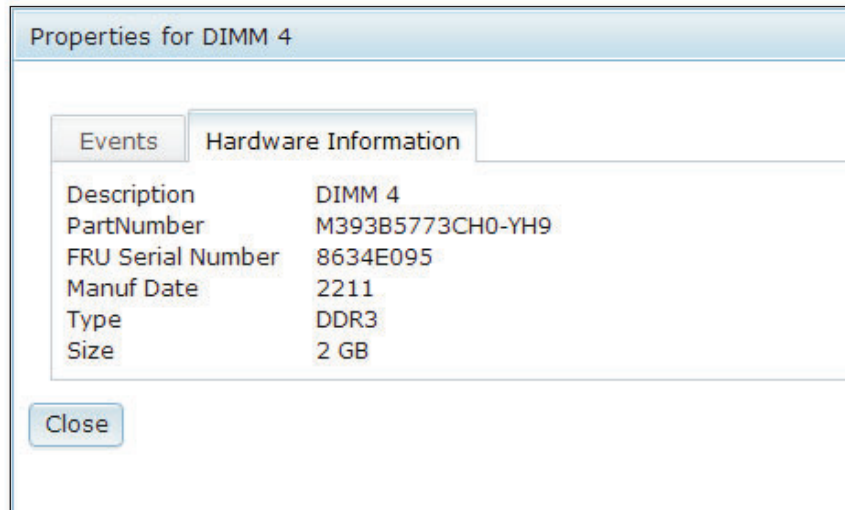 Properties for DIMM 4
Events Hardware Information
Description DIMM 4
PartNumber M393B5773CH0-YH9
FRU Serial Number 8634E095
Manuf Date 2211
Type DDR3
Size 2 GB
Close